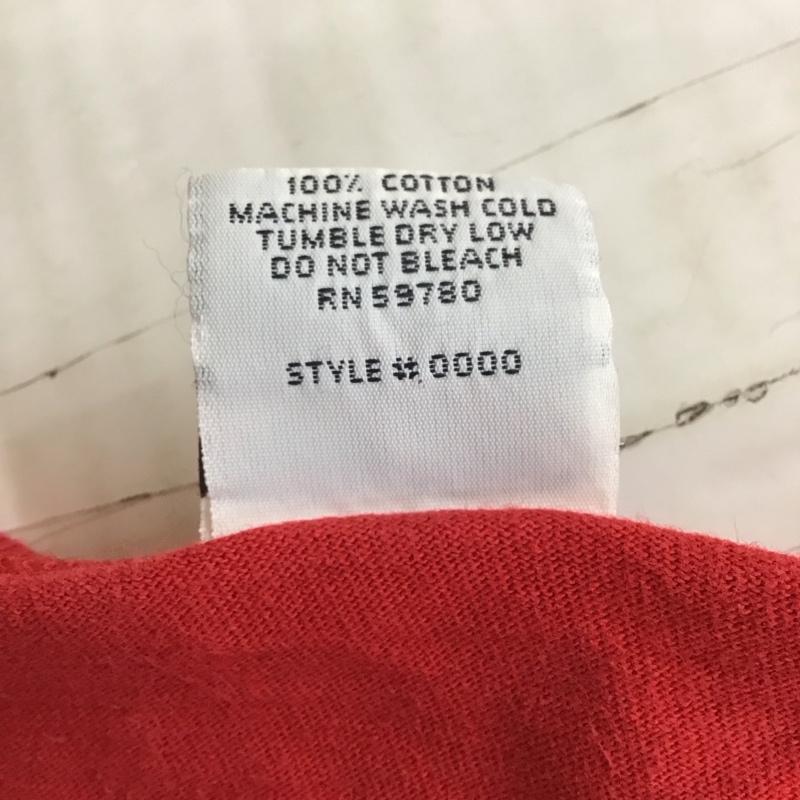 100% COTTON
MACHINE WASH COLD
TUMBLE DRY LOW
DO NOT BLEACH
RN 59780
STYLE # 0000